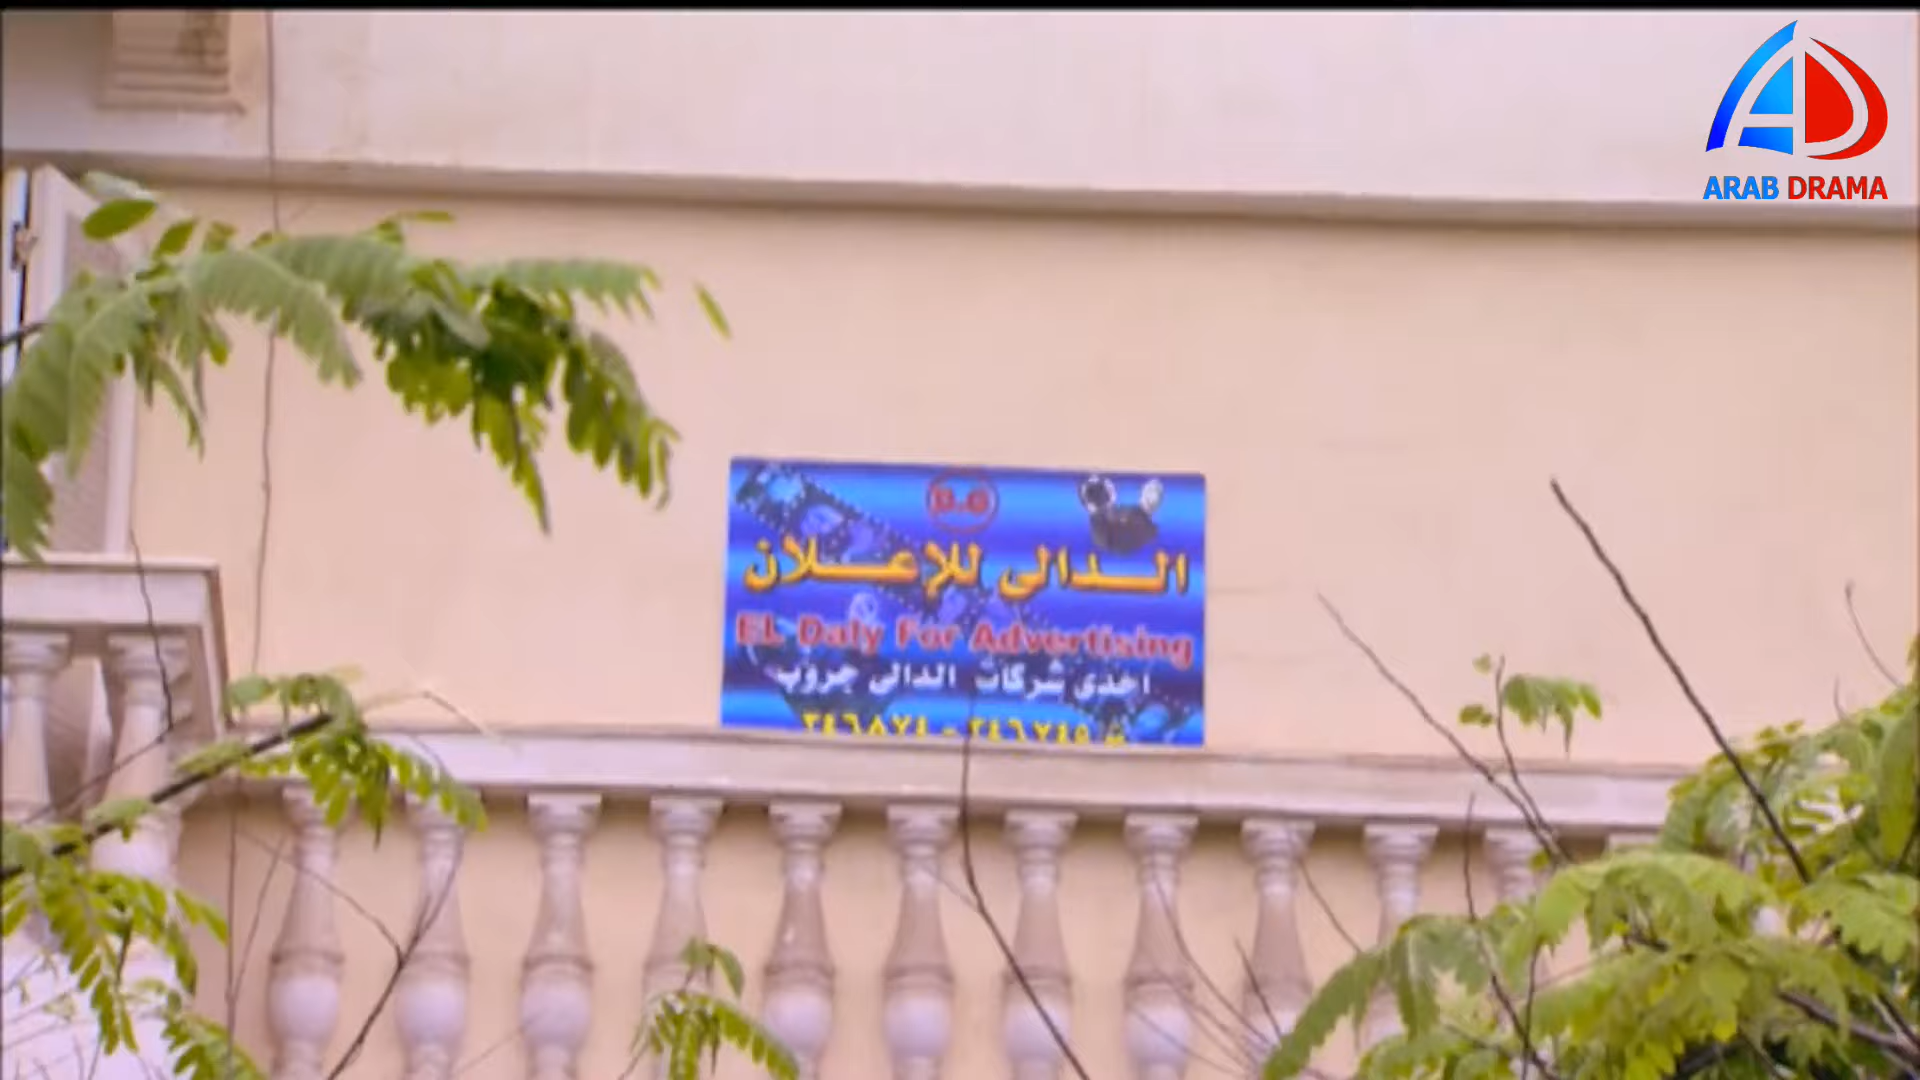 ARAB DRAMA
D.G
الدالى للإعلان
EL Daly For Advertising
احدى شركات الدالى جروب